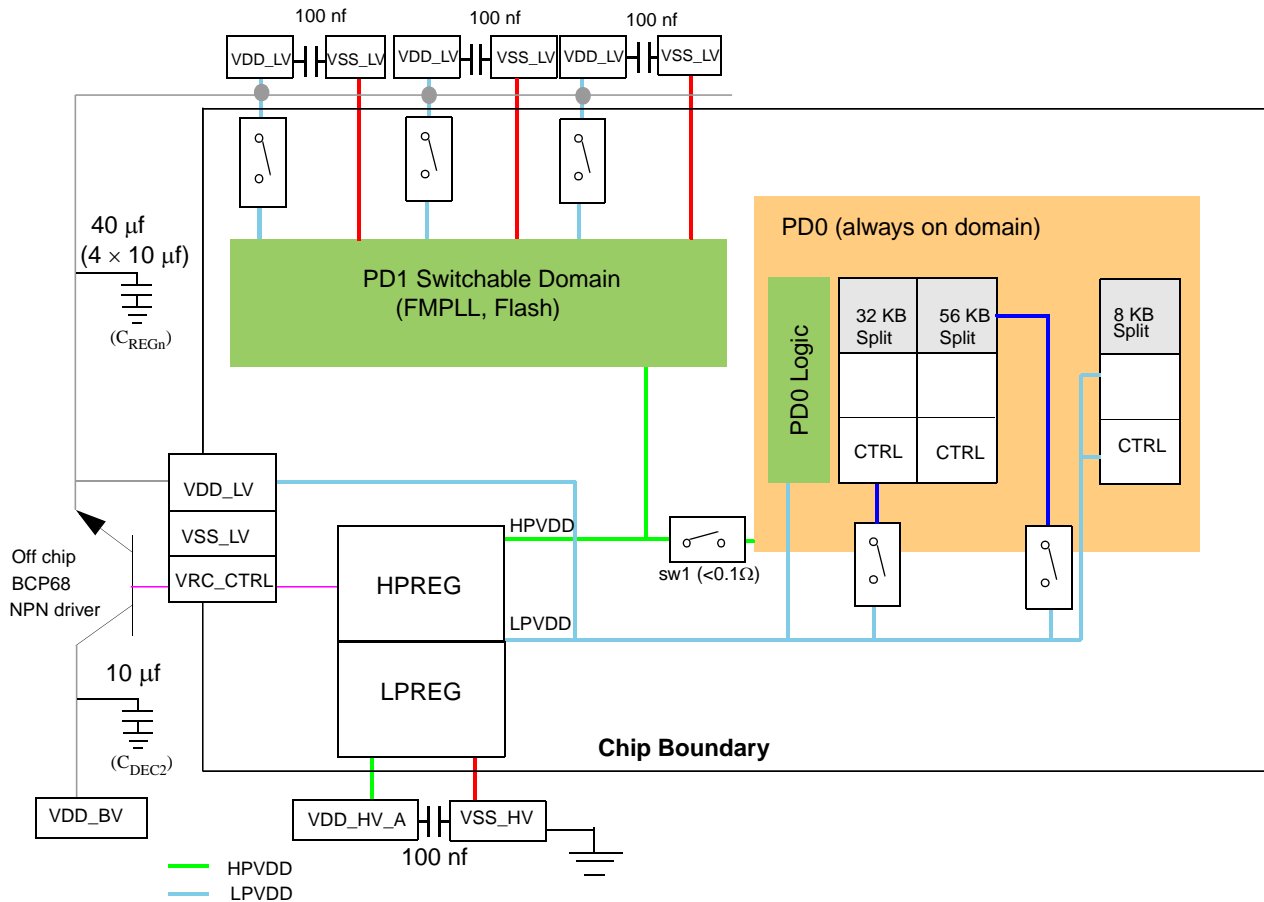 100 nf
100 nf
100 nf
VDD_LV
VSS_LV
VDD_LV
VSS_LV
VDD_LV
VSS_LV
40 μf
(4 × 10 μf)
(C_REGn)
PD1 Switchable Domain
(FMPLL, Flash)
PD0 (always on domain)
PD0 Logic
32 KB
Split
56 KB
Split
8 KB
Split
CTRL
CTRL
CTRL
VDD_LV
VSS_LV
VRC_CTRL
Off chip
BCP68
NPN driver
HPVDD
sw1 (<0.1Ω)
HPREG
LPVDD
LPREG
10 μf
(C_DEC2)
Chip Boundary
VDD_BV
VDD_HV_A
VSS_HV
100 nf
HPVDD
LPVDD